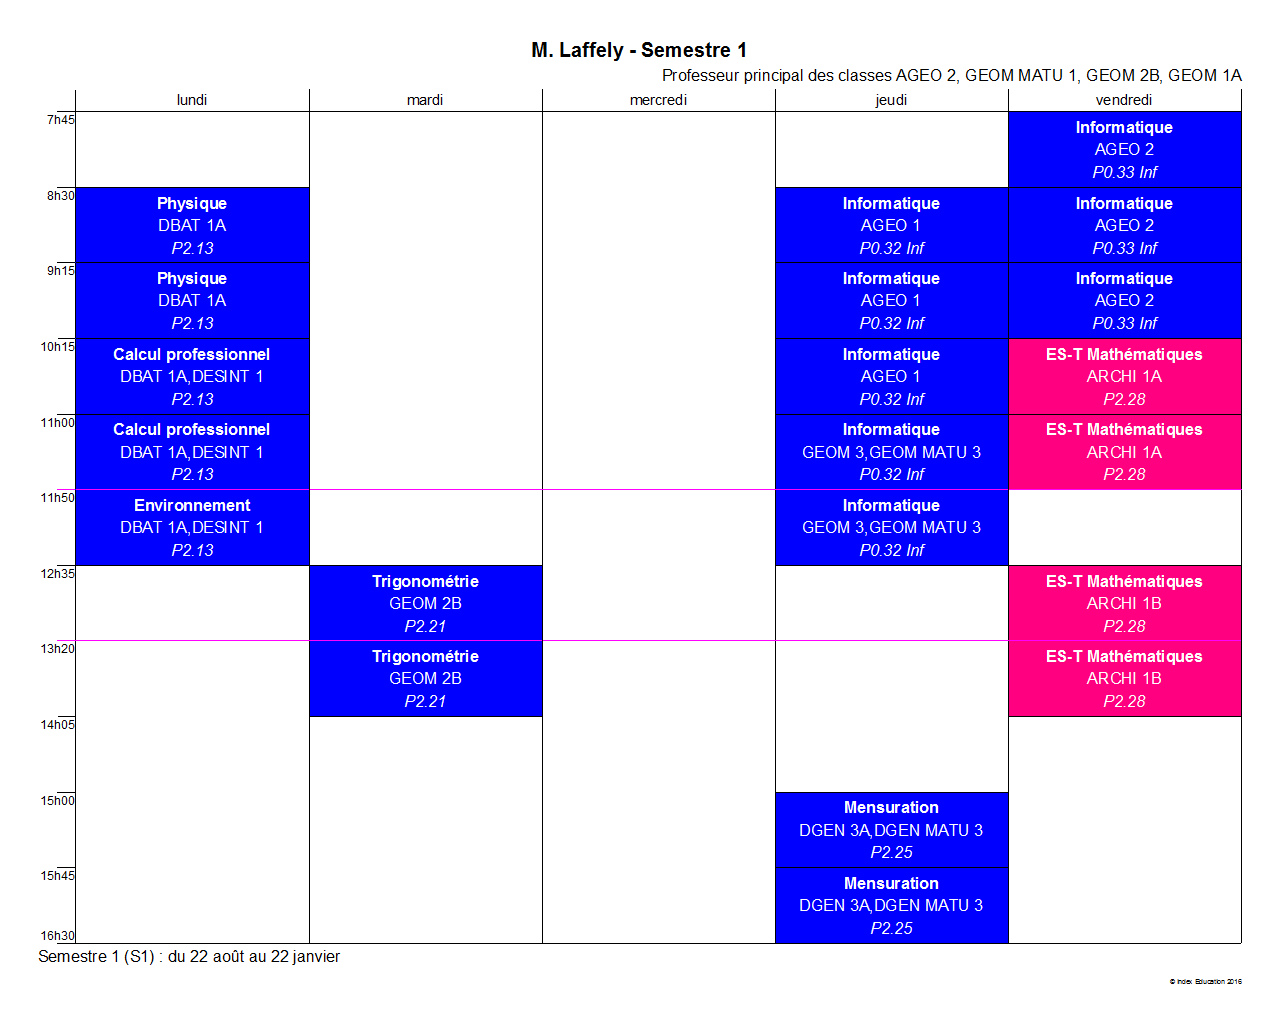 M. Laffely - Semestre 1
Professeur principal des classes AGEO 2, GEOM MATU 1, GEOM 2B, GEOM 1A
lundi mardi mercredi jeudi vendredi
7h45
Informatique
AGEO 2
P0.33 Inf
8h30
Physique Informatique Informatique
DBAT 1A AGEO 1 AGEO 2
P2.13 P0.32 Inf P0.33 Inf
9h15
Physique Informatique Informatique
DBAT 1A AGEO 1 AGEO 2
P2.13 P0.32 Inf P0.33 Inf
10h15
Calcul professionnel Informatique ES-T Mathématiques
DBAT 1A,DESINT 1 AGEO 1 ARCHI 1A
P2.13 P0.32 Inf P2.28
11h00
Calcul professionnel Informatique ES-T Mathématiques
DBAT 1A,DESINT 1 GEOM 3,GEOM MATU 3 ARCHI 1A
P2.13 P0.32 Inf P2.28
11h50
Environnement Informatique
DBAT 1A,DESINT 1 GEOM 3,GEOM MATU 3
P2.13 P0.32 Inf
12h35
Trigonométrie ES-T Mathématiques
GEOM 2B ARCHI 1B
P2.21 P2.28
13h20
Trigonométrie ES-T Mathématiques
GEOM 2B ARCHI 1B
P2.21 P2.28
14h05
15h00
Mensuration
DGEN 3A,DGEN MATU 3
P2.25
15h45
Mensuration
DGEN 3A,DGEN MATU 3
P2.25
16h30
Semestre 1 (S1) : du 22 août au 22 janvier
© Index Education 2016